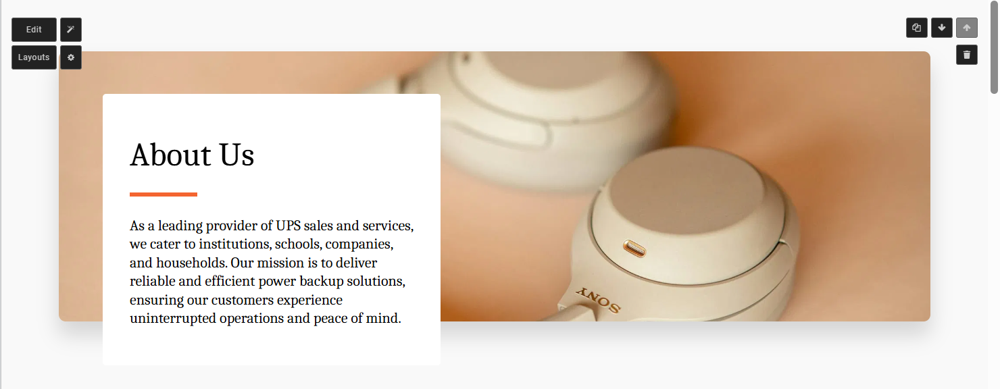 Edit
Layouts
About Us
As a leading provider of UPS sales and services,
we cater to institutions, schools, companies,
and households. Our mission is to deliver
reliable and efficient power backup solutions,
ensuring our customers experience
uninterrupted operations and peace of mind.
SONY